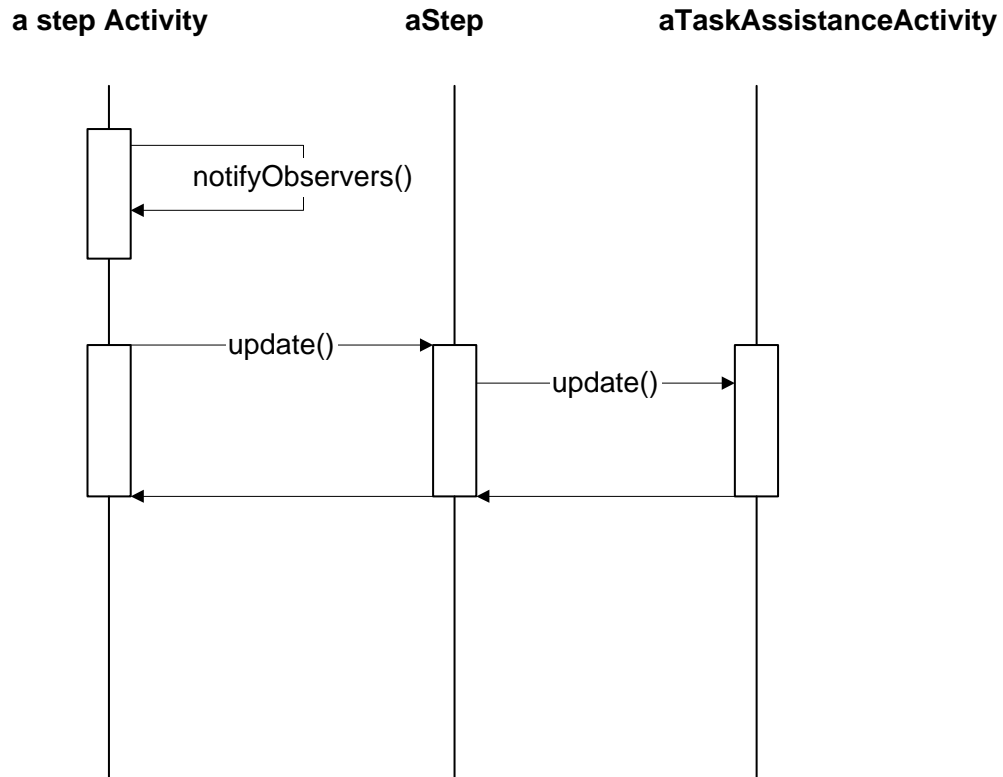 a step Activity
aStep
aTaskAssistanceActivity
notifyObservers()
update()
update()